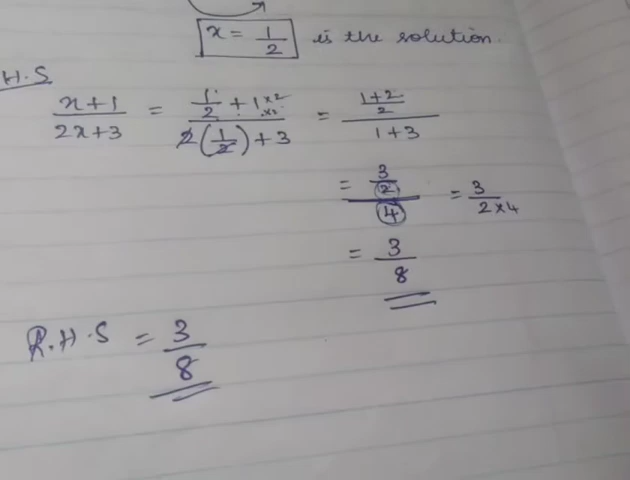 x = 1/2 is the solution.
H.S
x+1/2x+3 = 1/2 + 1×2/×2 / 2(1/2)+3 = 1+2/2 / 1+3
= 3/2 / 4 = 3/2×4
= 3/8
R.H.S = 3/8